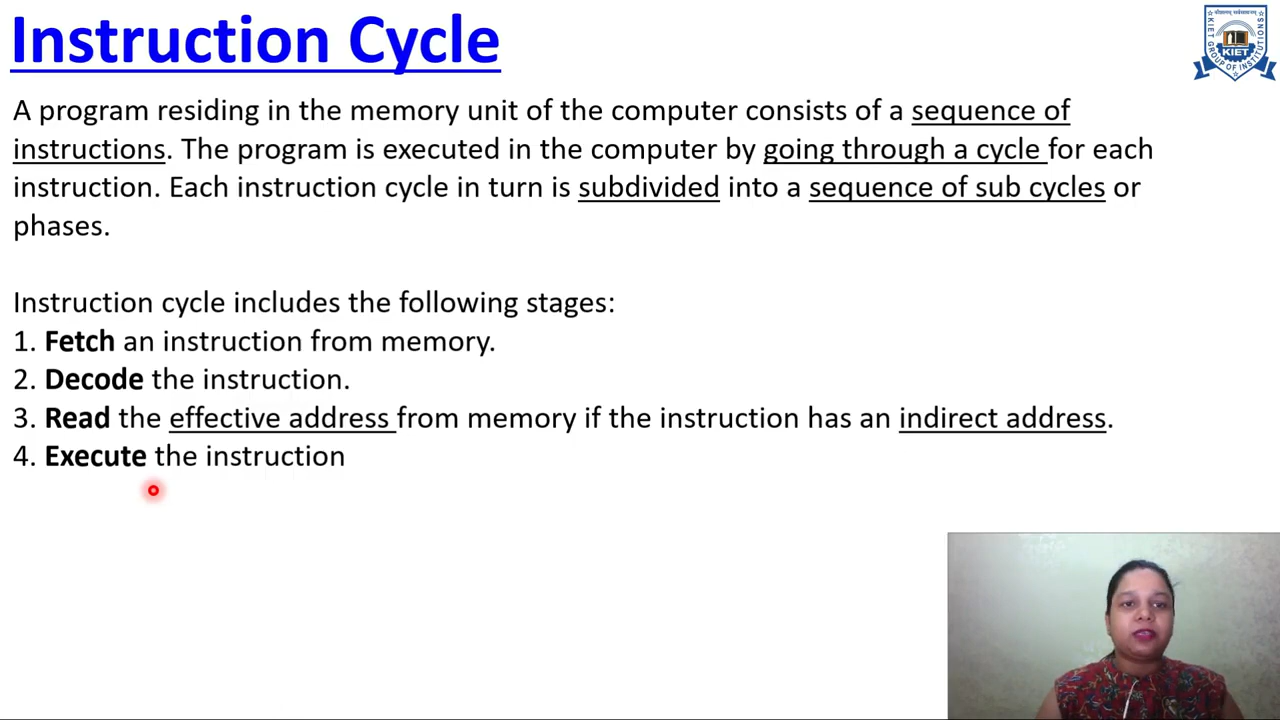 Instruction Cycle
KIET GROUP OF INSTITUTIONS
KIET
A program residing in the memory unit of the computer consists of a sequence of
instructions. The program is executed in the computer by going through a cycle for each
instruction. Each instruction cycle in turn is subdivided into a sequence of sub cycles or
phases.
Instruction cycle includes the following stages:
1. Fetch an instruction from memory.
2. Decode the instruction.
3. Read the effective address from memory if the instruction has an indirect address.
4. Execute the instruction